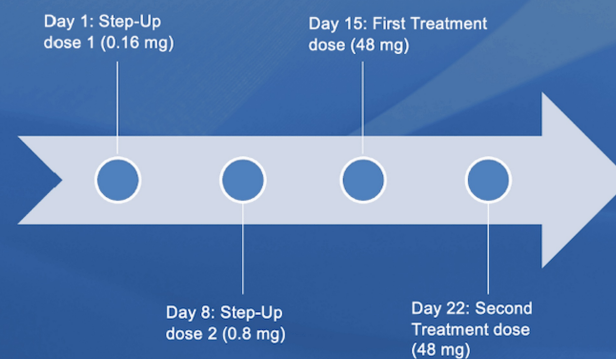 Day 1: Step-Up
dose 1 (0.16 mg)
Day 15: First Treatment
dose (48 mg)
Day 8: Step-Up
dose 2 (0.8 mg)
Day 22: Second
Treatment dose
(48 mg)